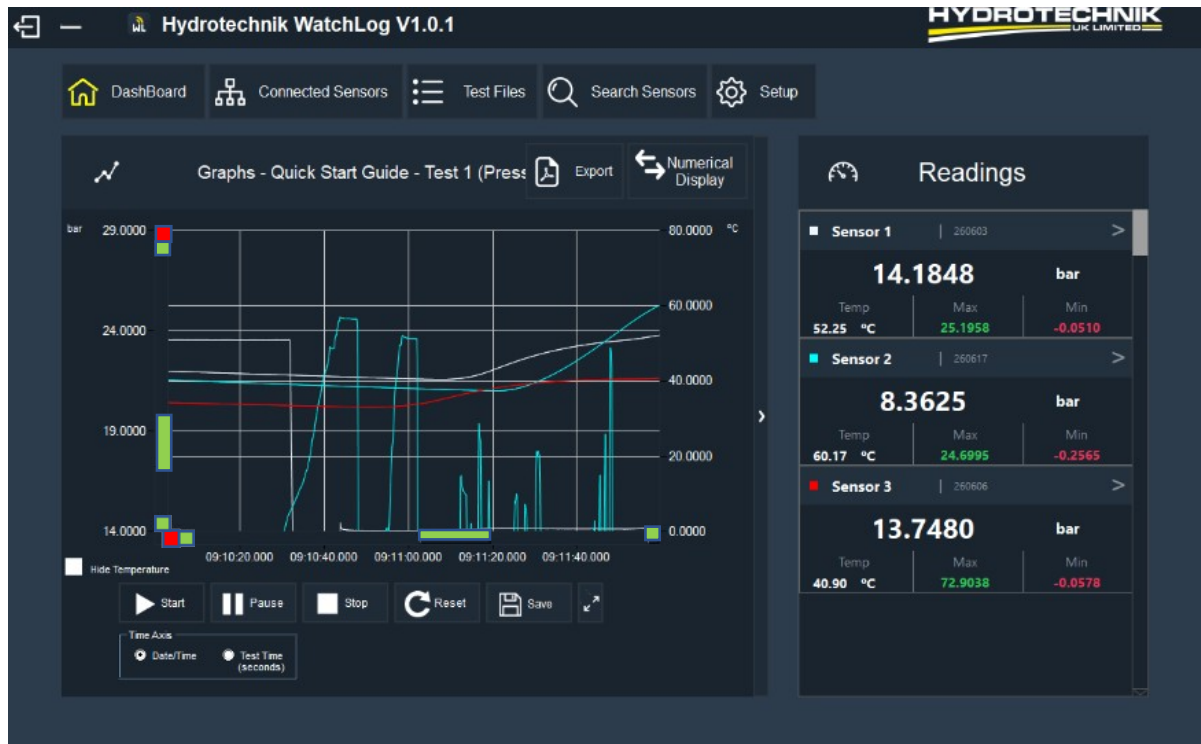 Hydrotechnik WatchLog V1.0.1
HYDROTECHNIK
UK LIMITED
DashBoard
Connected Sensors
Test Files
Search Sensors
Setup
Graphs - Quick Start Guide - Test 1 (Press
Export
Numerical
Display
Readings
bar
29.0000
24.0000
19.0000
14.0000
80.0000 °C
60.0000
40.0000
20.0000
0.0000
09:10:20.000 09:10:40.000 09:11:00.000 09:11:20.000 09:11:40.000
Hide Temperature
Start
Pause
Stop
Reset
Save
Time Axis
Date/Time
Test Time
(seconds)
Sensor 1 | 260603 >
14.1848 bar
Temp Max Min
52.25 °C 25.1958 -0.0510
Sensor 2 | 260617 >
8.3625 bar
Temp Max Min
60.17 °C 24.6995 -0.2565
Sensor 3 | 260606 >
13.7480 bar
Temp Max Min
40.90 °C 72.9038 -0.0578